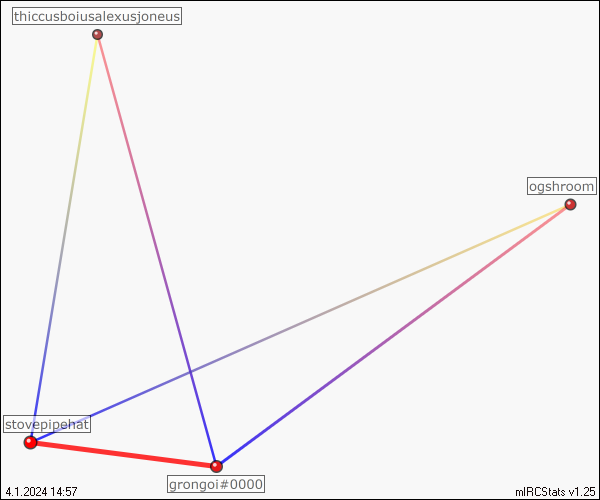 thiccusboiusalexusjoneus
ogshroom
stovepipehat
grongoi#0000
4.1.2024 14:57
mIRCStats v1.25